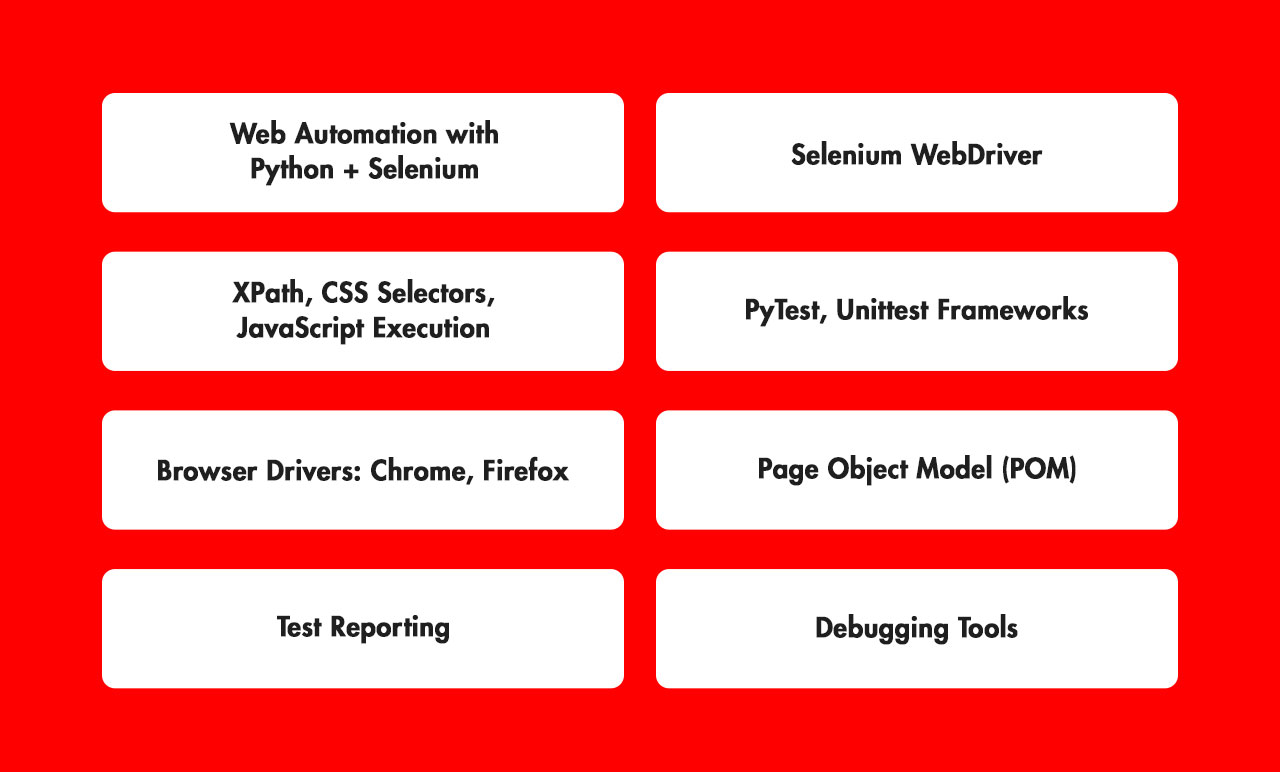 Web Automation with
Python + Selenium
Selenium WebDriver
XPath, CSS Selectors,
JavaScript Execution
PyTest, Unittest Frameworks
Browser Drivers: Chrome, Firefox
Page Object Model (POM)
Test Reporting
Debugging Tools